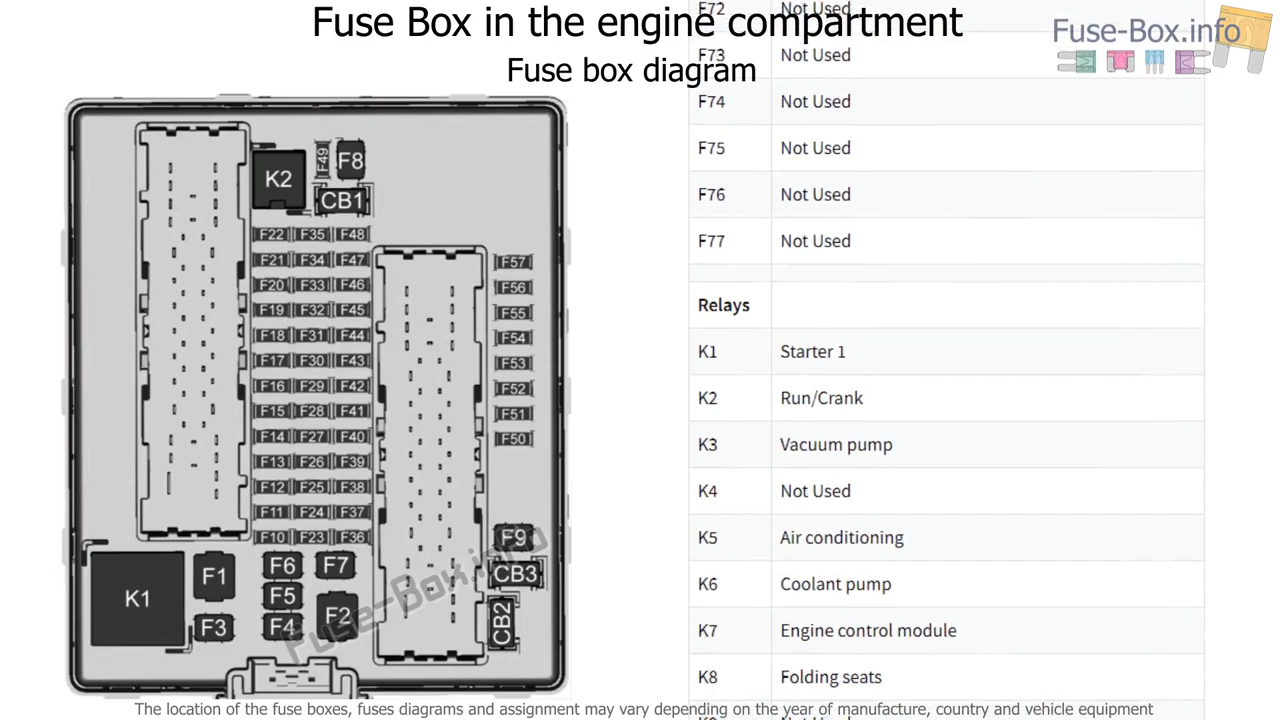 Fuse Box in the engine compartment
Fuse box diagram
Fuse-Box.info
F72 Not Used
F73 Not Used
F74 Not Used
F75 Not Used
F76 Not Used
F77 Not Used
Relays
K1 Starter 1
K2 Run/Crank
K3 Vacuum pump
K4 Not Used
K5 Air conditioning
K6 Coolant pump
K7 Engine control module
K8 Folding seats
K2 F49 F8
CB1
F22 F35 F48
F21 F34 F47
F20 F33 F46
F19 F32 F45
F18 F31 F44
F17 F30 F43
F16 F29 F42
F15 F28 F41
F14 F27 F40
F13 F26 F39
F12 F25 F38
F11 F24 F37
F10 F23 F36
F57
F56
F55
F54
F53
F52
F51
F50
F9
CB3
CB2
K1 F1 F6 F7
F5
F3 F4 F2
Fuse-Box.info
The location of the fuse boxes, fuses diagrams and assignment may vary depending on the year of manufacture, country and vehicle equipment